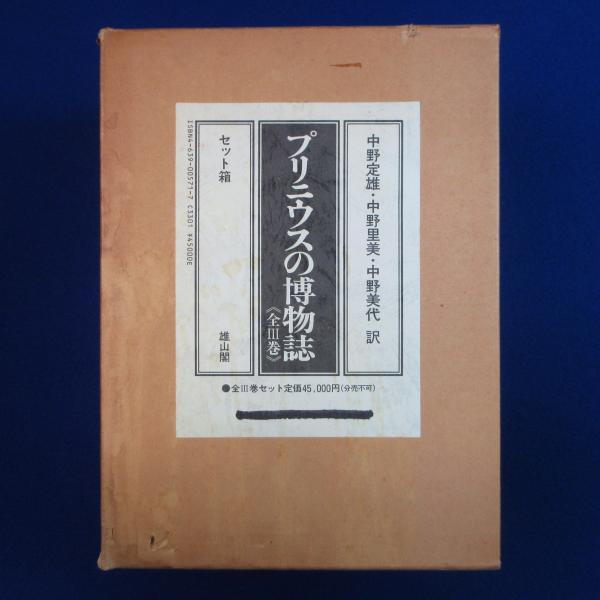 中野定雄・中野里美・中野美代 訳
プリニウスの博物誌
《全III巻》
セット箱
雄山閣
ISBN4-639-00571-7 C3301 ¥45000E
●全III巻セット定価45,000円(分売不可)